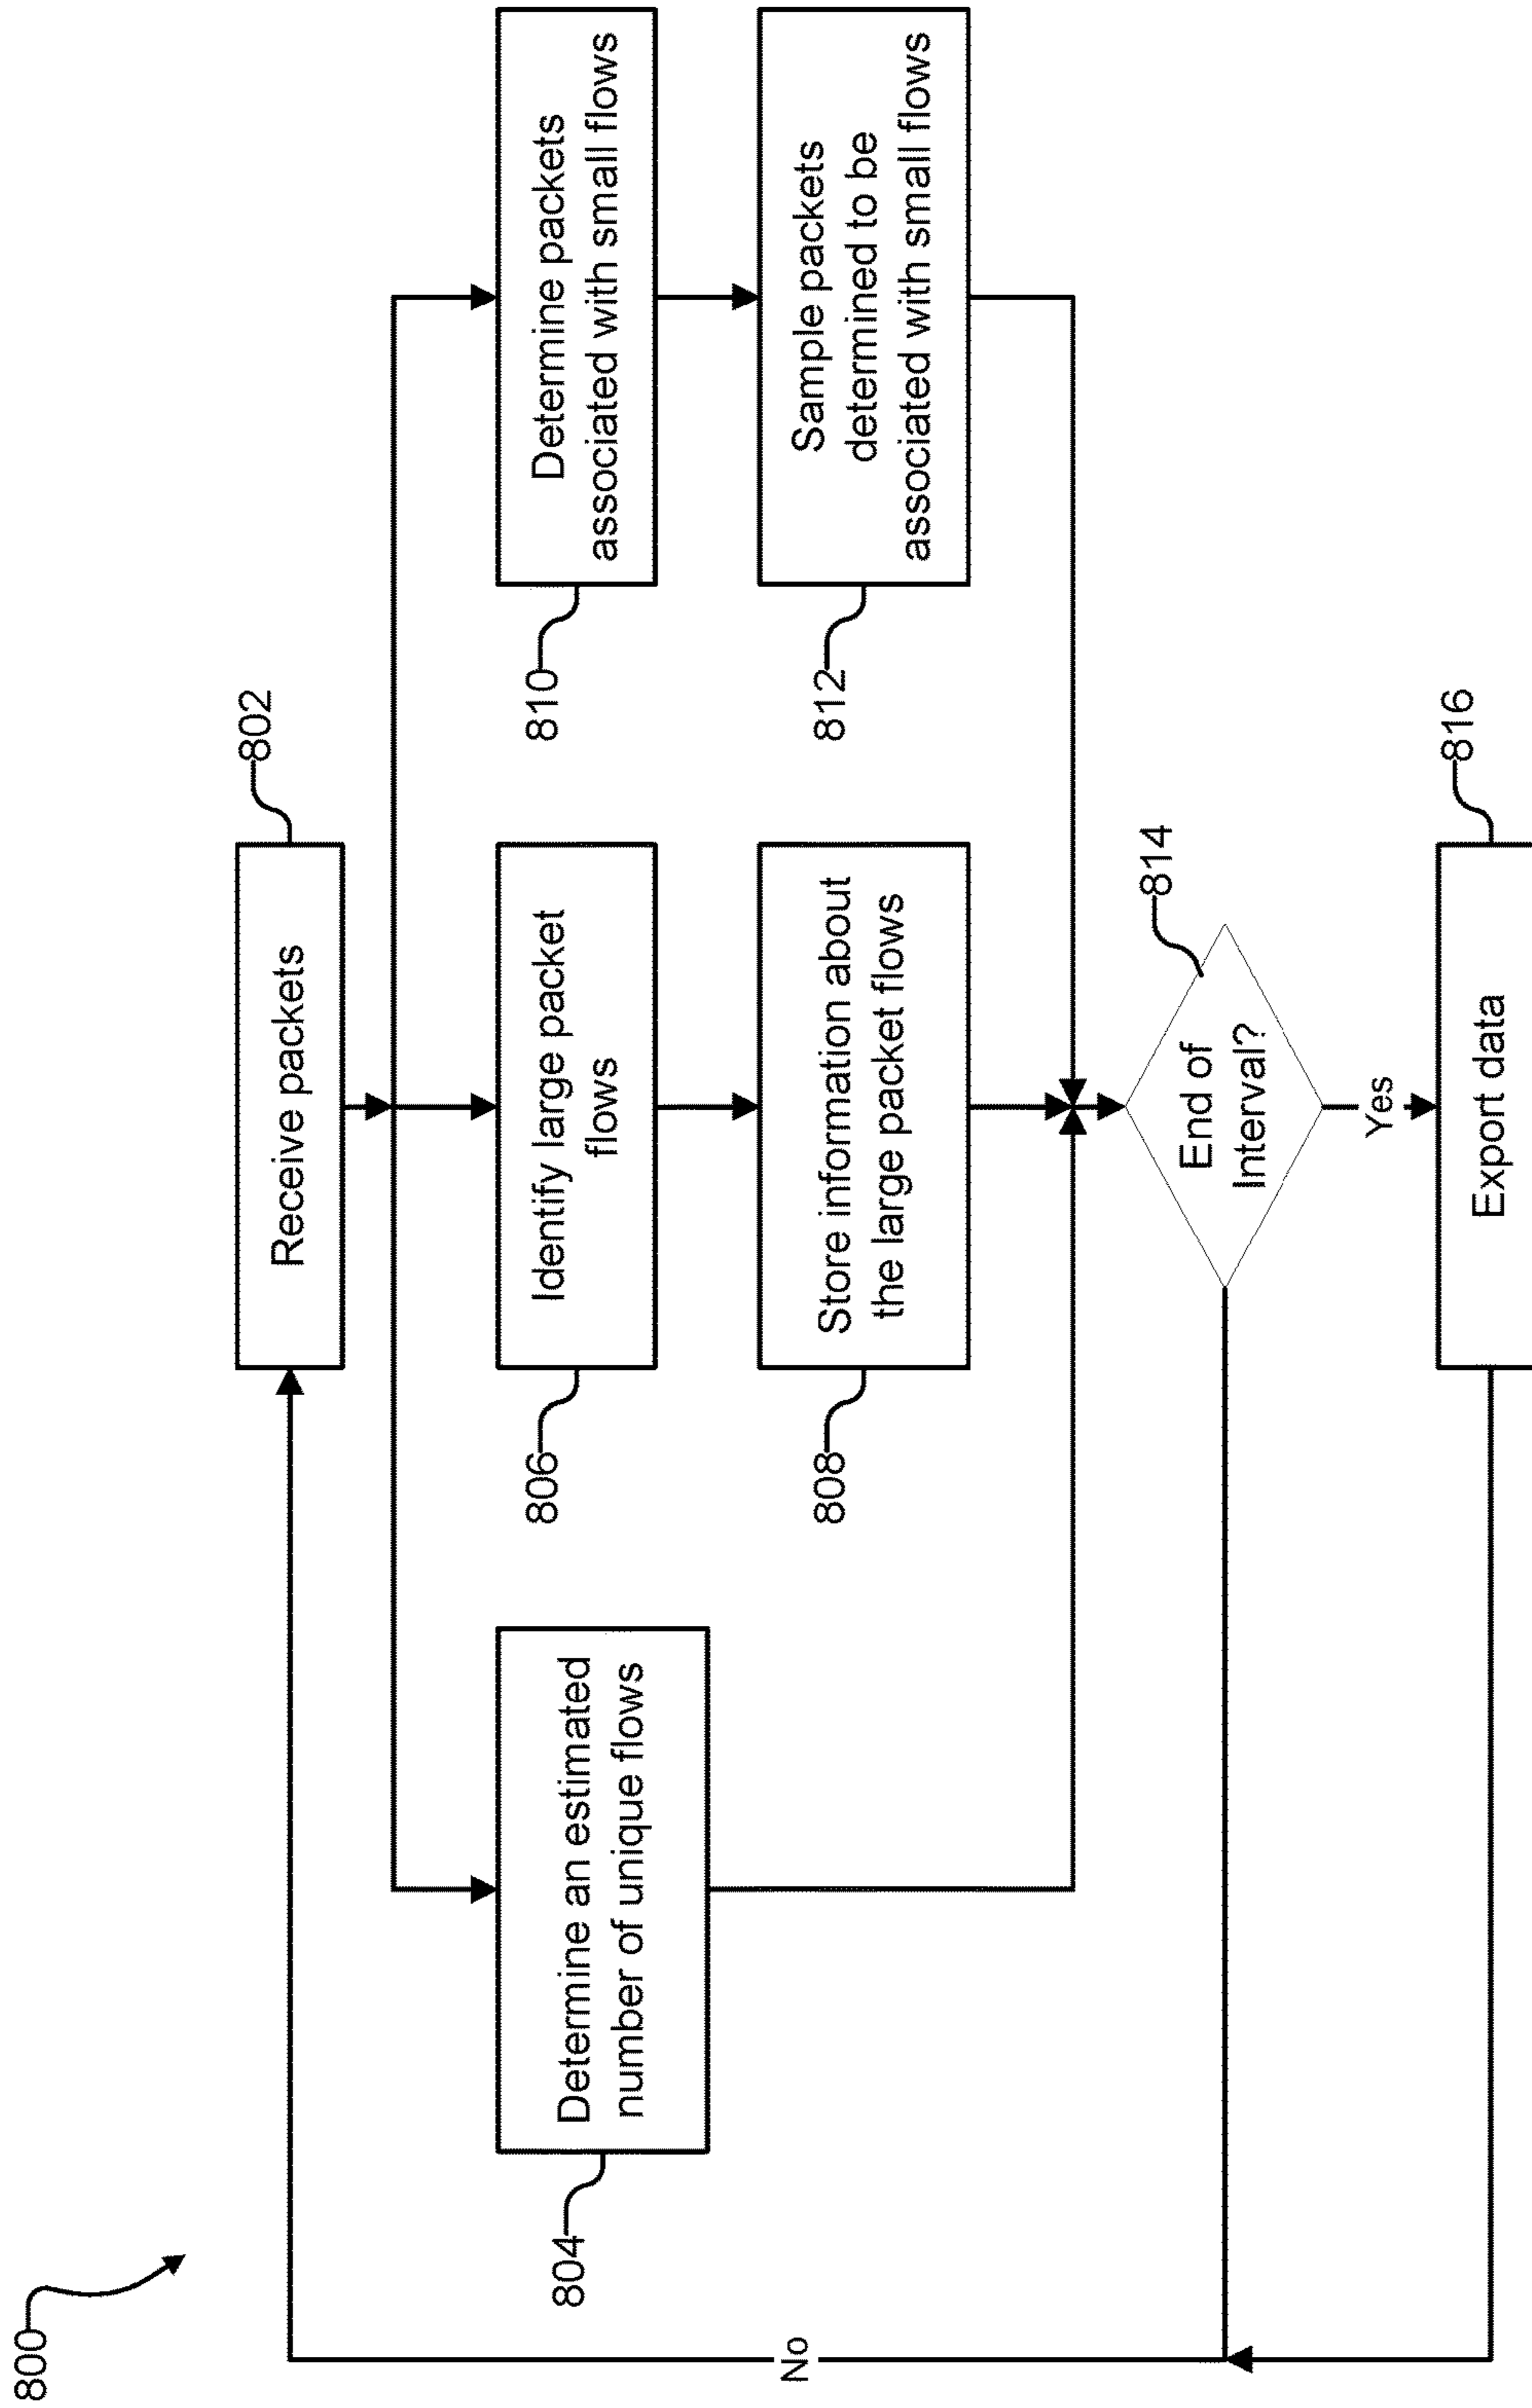 800
Receive packets
802
Determine an estimated
number of unique flows
804
Identify large packet
flows
806
Determine packets
associated with small flows
810
Store information about
the large packet flows
808
Sample packets
determined to be
associated with small flows
812
End of
Interval?
814
No
Yes
Export data
816